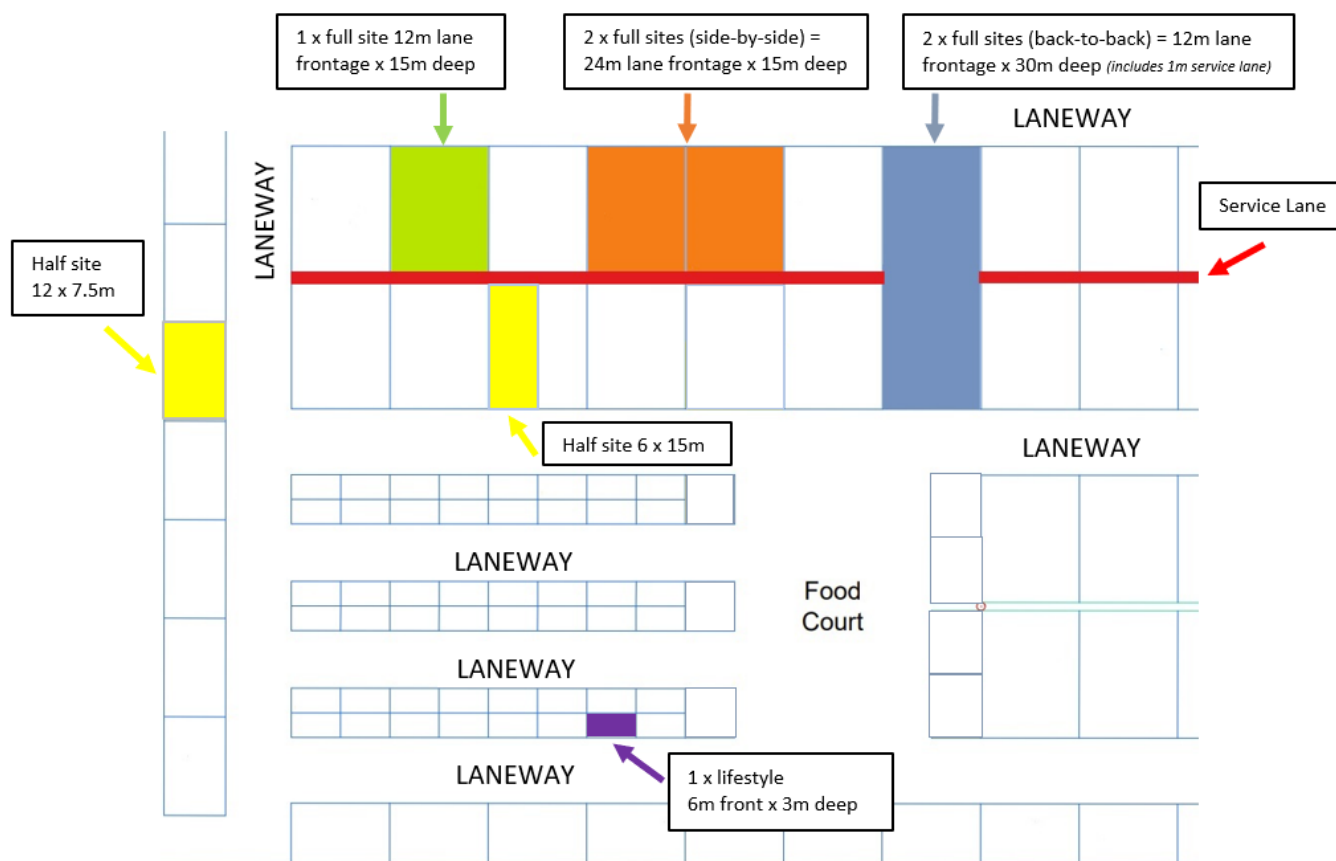 1 x full site 12m lane
frontage x 15m deep
2 x full sites (side-by-side) =
24m lane frontage x 15m deep
2 x full sites (back-to-back) = 12m lane
frontage x 30m deep (includes 1m service lane)
LANEWAY
LANEWAY
Service Lane
Half site
12 x 7.5m
Half site 6 x 15m
LANEWAY
LANEWAY
Food
Court
LANEWAY
LANEWAY
1 x lifestyle
6m front x 3m deep